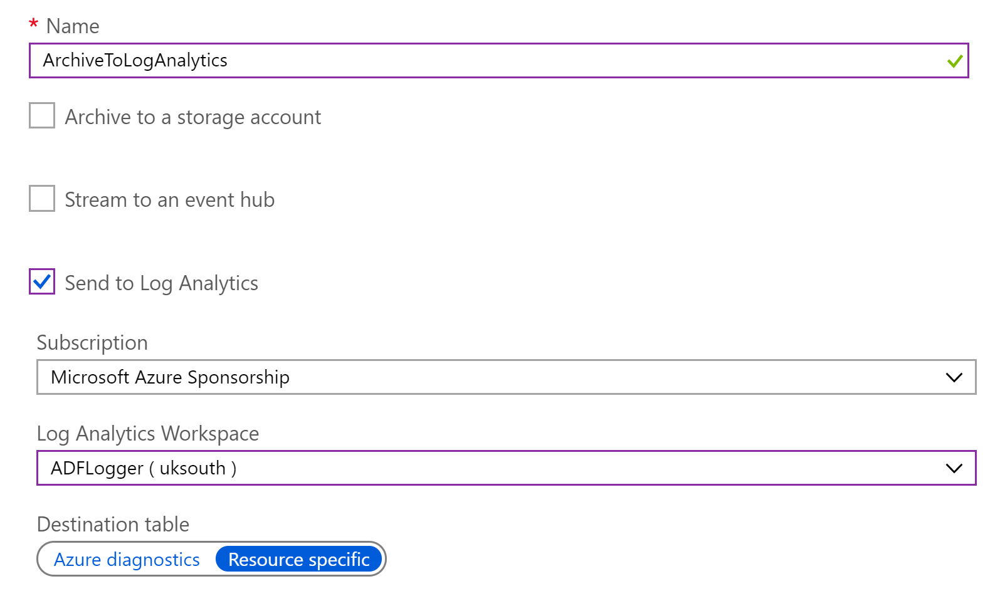 * Name
ArchiveToLogAnalytics
Archive to a storage account
Stream to an event hub
Send to Log Analytics
Subscription
Microsoft Azure Sponsorship
Log Analytics Workspace
ADFLogger ( uksouth )
Destination table
Azure diagnostics Resource specific